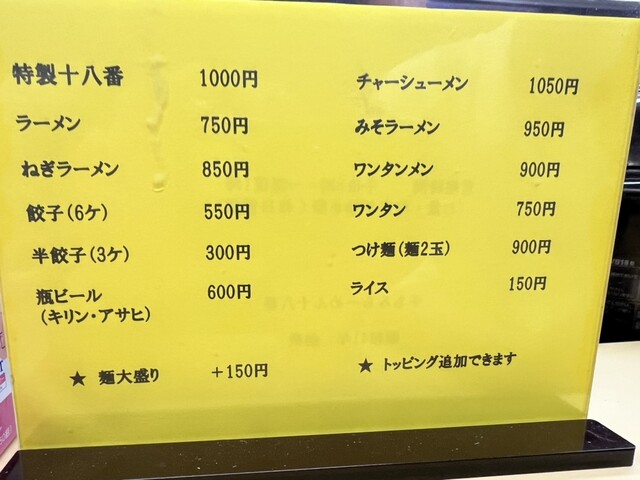 特製十八番 1000円
ラーメン 750円
ねぎラーメン 850円
餃子(6ケ) 550円
半餃子(3ケ) 300円
瓶ビール 600円
(キリン・アサヒ)
★ 麺大盛り +150円
チャーシューメン 1050円
みそラーメン 950円
ワンタンメン 900円
ワンタン 750円
つけ麺(麺2玉) 900円
ライス 150円
★ トッピング追加できます